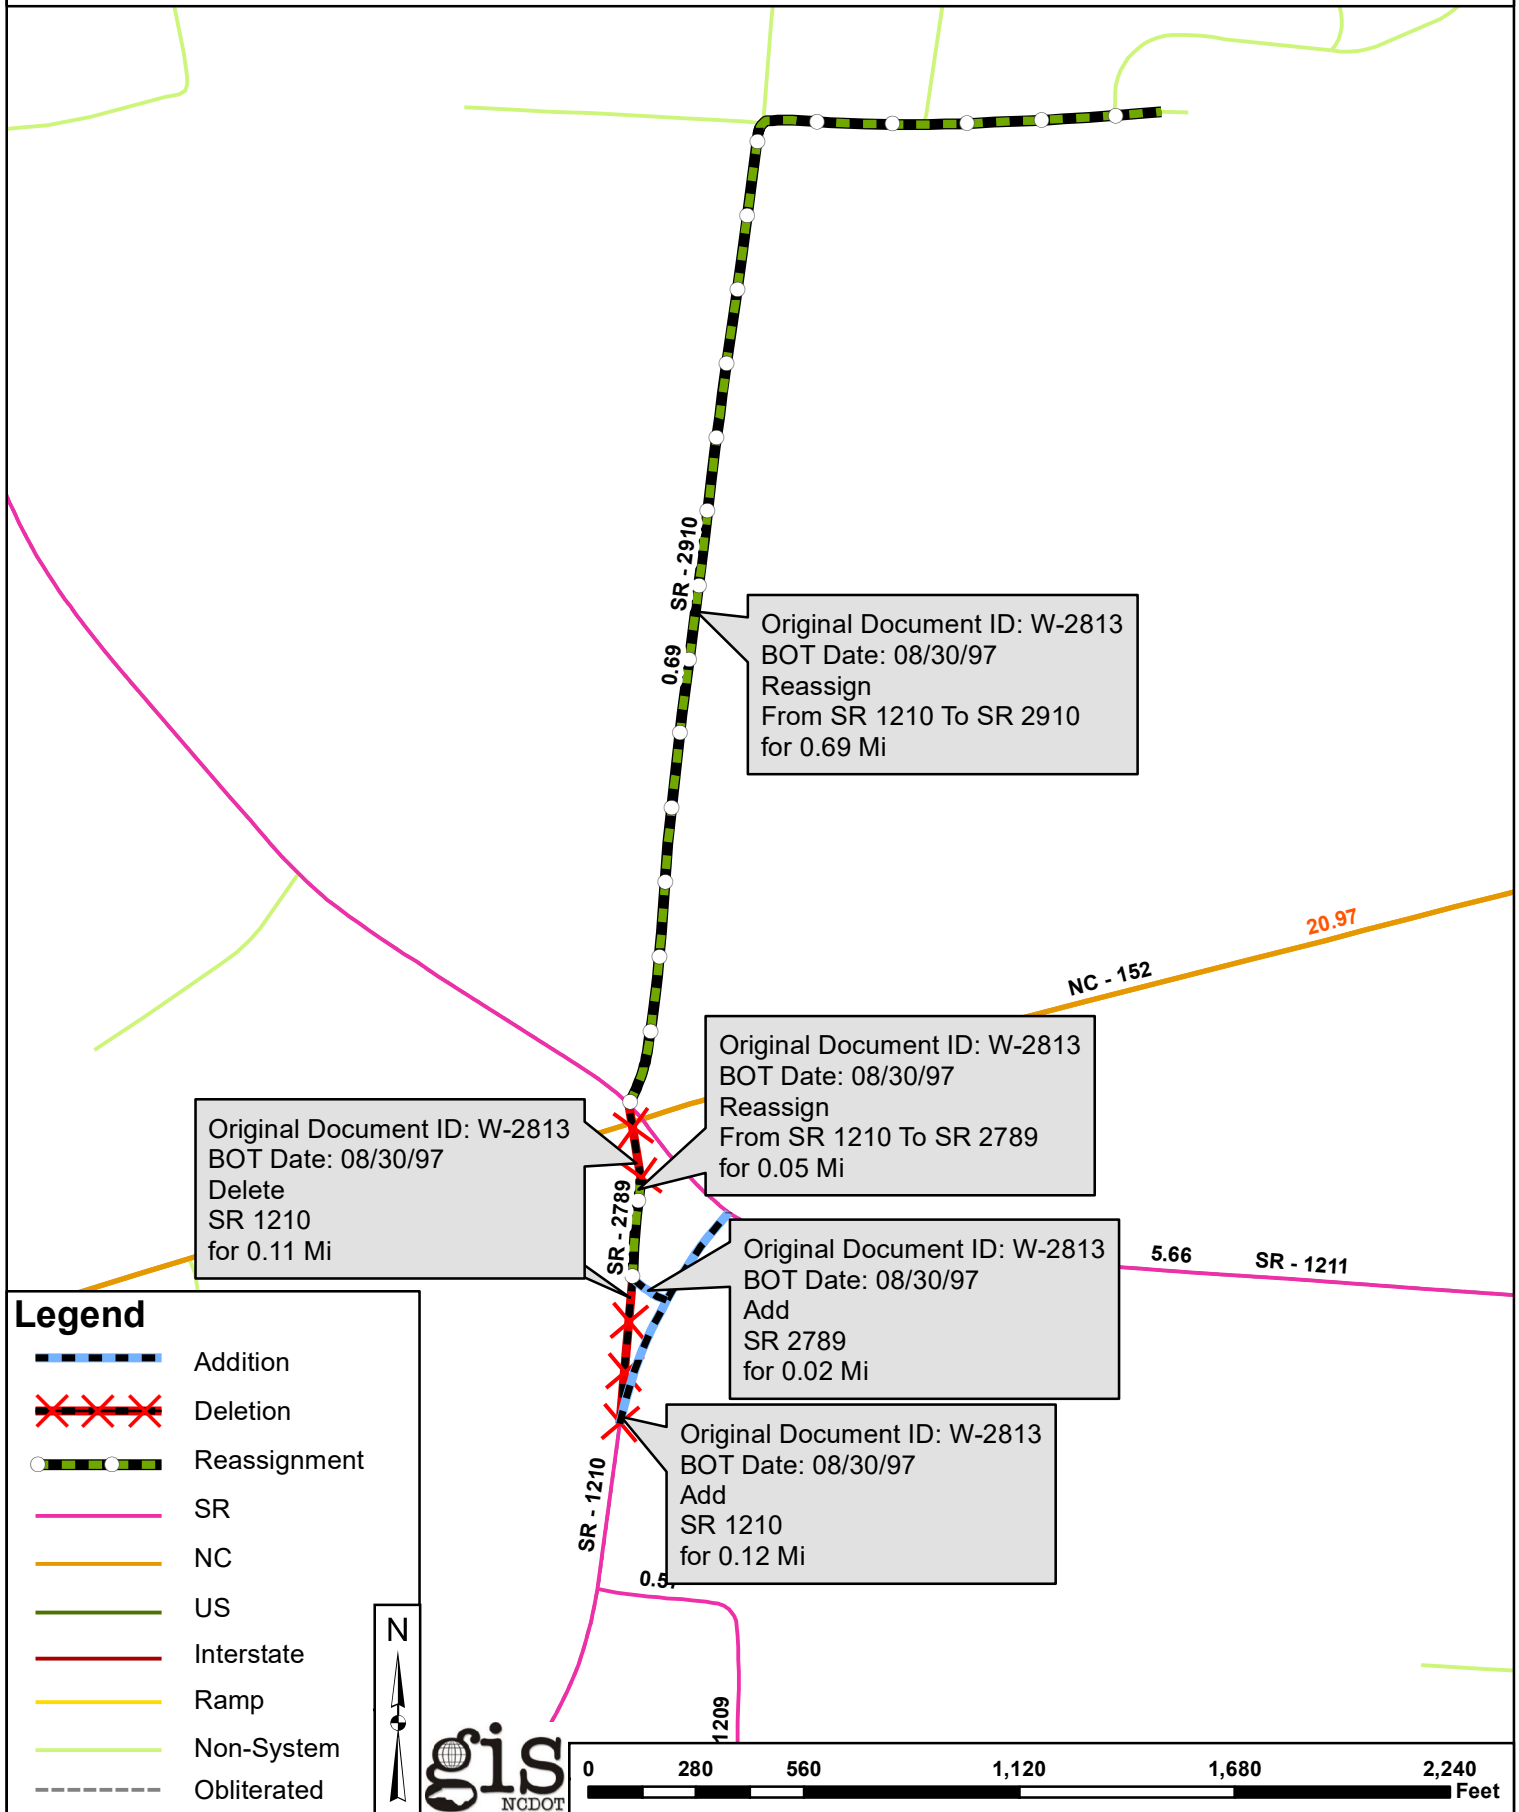 SR - 2910
0.69
Original Document ID: W-2813
BOT Date: 08/30/97
Reassign
From SR 1210 To SR 2910
for 0.69 Mi
20.97
NC - 152
Original Document ID: W-2813
BOT Date: 08/30/97
Reassign
From SR 1210 To SR 2789
for 0.05 Mi
Original Document ID: W-2813
BOT Date: 08/30/97
Delete
SR 1210
for 0.11 Mi
SR - 2789
Original Document ID: W-2813
BOT Date: 08/30/97
Add
SR 2789
for 0.02 Mi
5.66
SR - 1211
Original Document ID: W-2813
BOT Date: 08/30/97
Add
SR 1210
for 0.12 Mi
SR - 1210
1209
Legend
Addition
Deletion
Reassignment
SR
NC
US
Interstate
Ramp
Non-System
Obliterated
N
gis
NCDOT
0 280 560 1,120 1,680 2,240
Feet